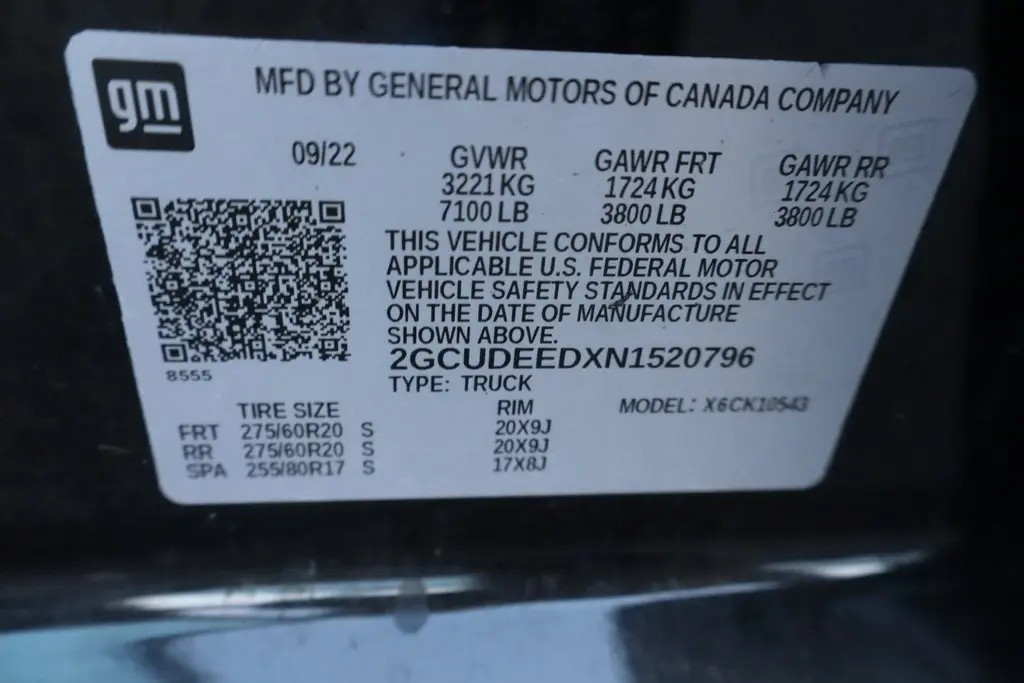 gm
MFD BY GENERAL MOTORS OF CANADA COMPANY
09/22 GVWR GAWR FRT GAWR RR
3221 KG 1724 KG 1724 KG
7100 LB 3800 LB 3800 LB
THIS VEHICLE CONFORMS TO ALL
APPLICABLE U.S. FEDERAL MOTOR
VEHICLE SAFETY STANDARDS IN EFFECT
ON THE DATE OF MANUFACTURE
SHOWN ABOVE.
2GCUDEEDXN1520796
8555
TYPE: TRUCK
TIRE SIZE RIM MODEL: X6CK10543
FRT 275/60R20 S 20X9J
RR 275/60R20 S 20X9J
SPA 255/80R17 S 17X8J